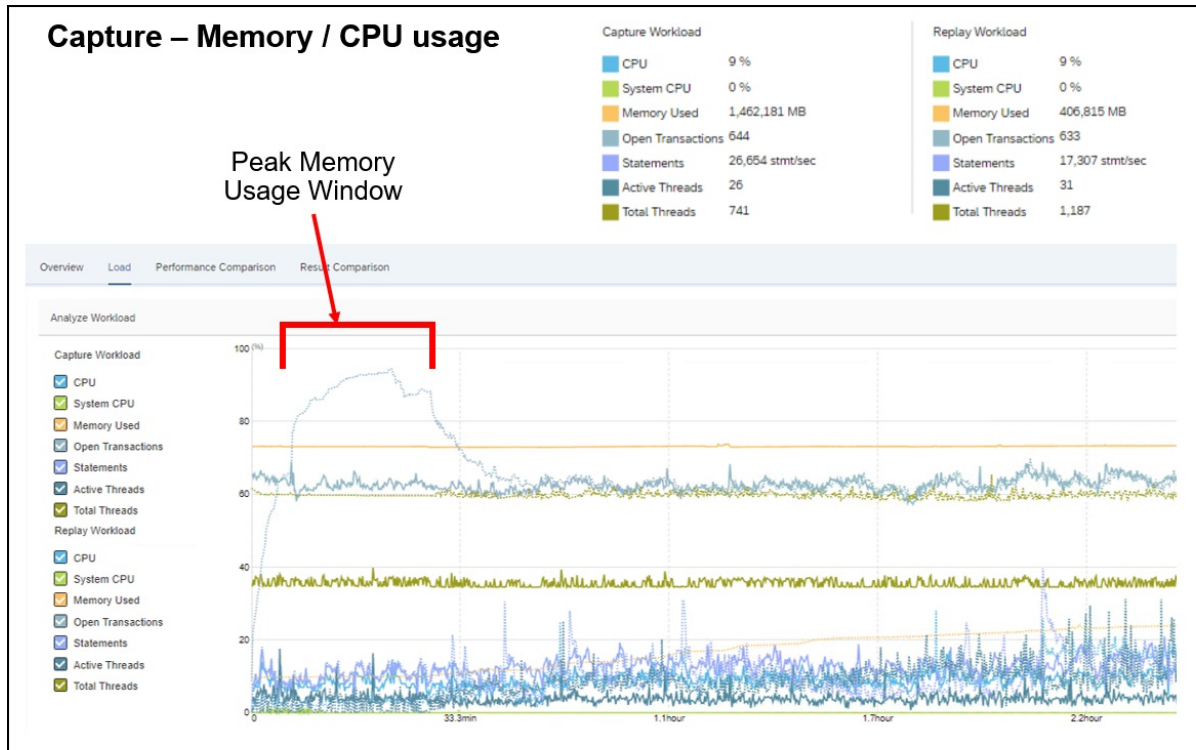 Capture – Memory / CPU usage
Capture Workload
CPU 9 %
System CPU 0 %
Memory Used 1,462,181 MB
Open Transactions 644
Statements 26,654 stmt/sec
Active Threads 26
Total Threads 741
Replay Workload
CPU 9 %
System CPU 0 %
Memory Used 406,815 MB
Open Transactions 633
Statements 17,307 stmt/sec
Active Threads 31
Total Threads 1,187
Peak Memory
Usage Window
Overview Load Performance Comparison Result Comparison
Analyze Workload
Capture Workload
CPU
System CPU
Memory Used
Open Transactions
Statements
Active Threads
Total Threads
Replay Workload
CPU
System CPU
Memory Used
Open Transactions
Statements
Active Threads
Total Threads
100 (%)
80
60
40
20
0
0 33.3min 1.1hour 1.7hour 2.2hour